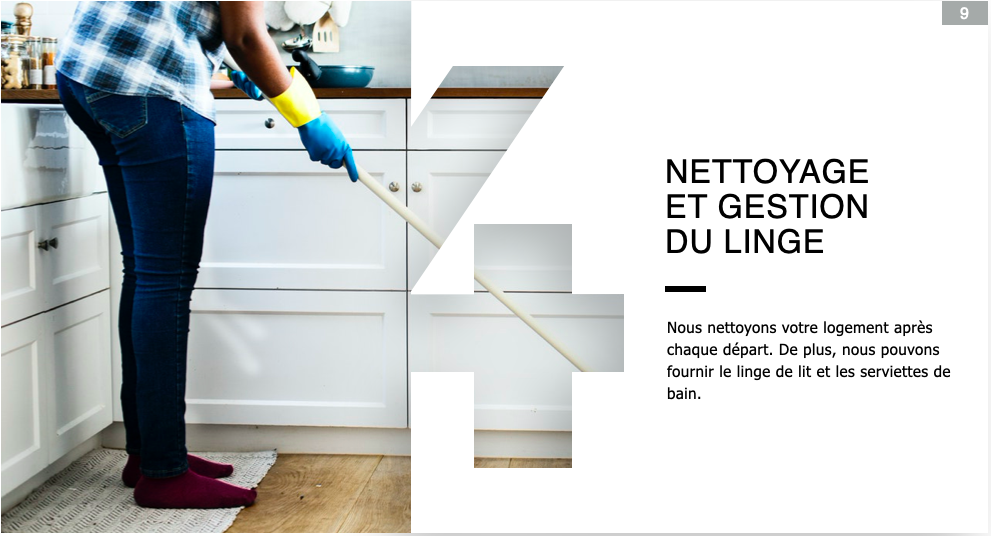 9
4
NETTOYAGE
ET GESTION
DU LINGE
Nous nettoyons votre logement après
chaque départ. De plus, nous pouvons
fournir le linge de lit et les serviettes de
bain.